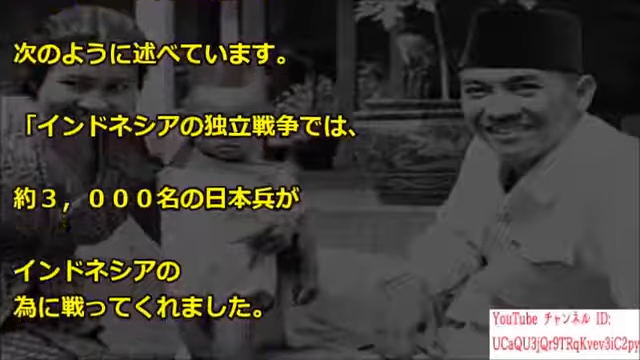 次のように述べています。
「インドネシアの独立戦争では、
約３，０００名の日本兵が
インドネシアの
為に戦ってくれました。
YouTube チャンネル ID:
UCaQU3jQr9TRqKvev3iC2py